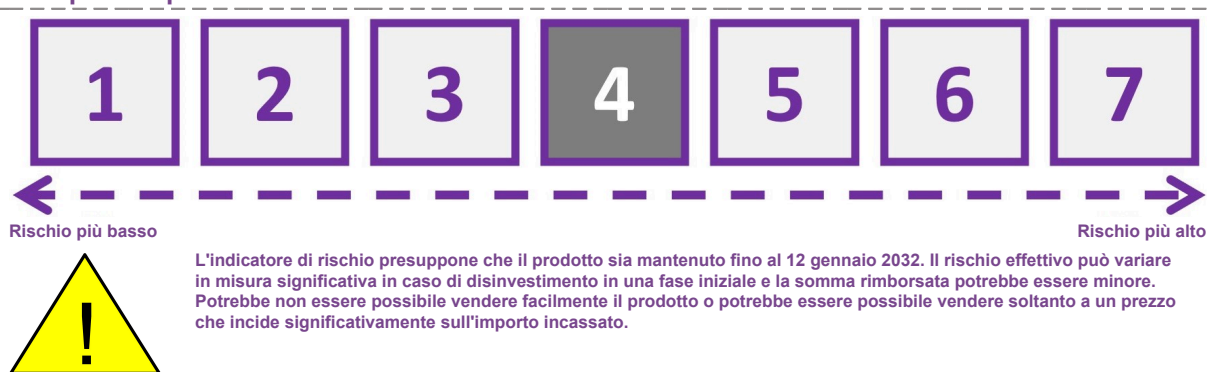 1 2 3 4 5 6 7
Rischio più basso Rischio più alto
L'indicatore di rischio presuppone che il prodotto sia mantenuto fino al 12 gennaio 2032. Il rischio effettivo può variare
in misura significativa in caso di disinvestimento in una fase iniziale e la somma rimborsata potrebbe essere minore.
Potrebbe non essere possibile vendere facilmente il prodotto o potrebbe essere possibile vendere soltanto a un prezzo
che incide significativamente sull'importo incassato.
!